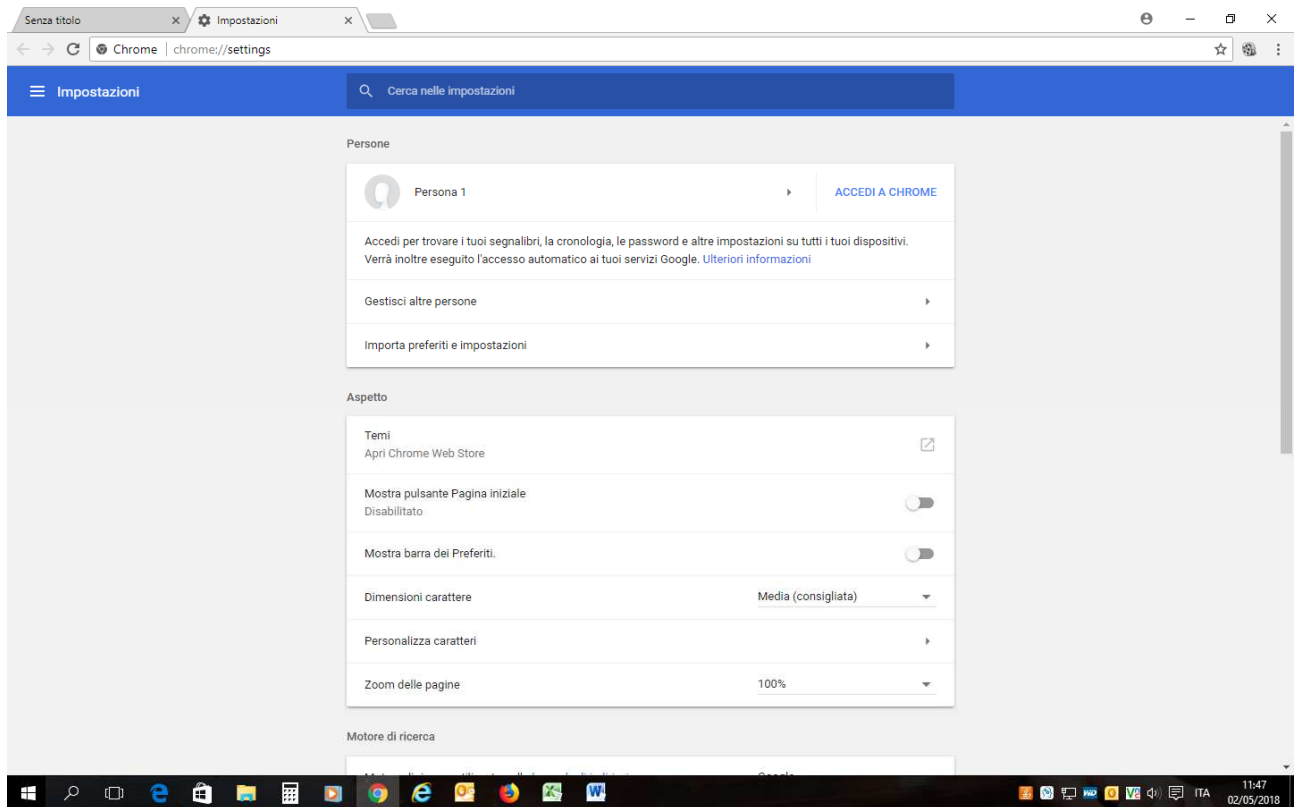 Senza titolo
Impostazioni
Chrome
chrome://settings
Impostazioni
Cerca nelle impostazioni
Persone
Persona 1
ACCEDI A CHROME
Accedi per trovare i tuoi segnalibri, la cronologia, le password e altre impostazioni su tutti i tuoi dispositivi.
Verrà inoltre eseguito l'accesso automatico ai tuoi servizi Google. Ulteriori informazioni
Gestisci altre persone
Importa preferiti e impostazioni
Aspetto
Temi
Apri Chrome Web Store
Mostra pulsante Pagina iniziale
Disabilitato
Mostra barra dei Preferiti.
Dimensioni carattere
Media (consigliata)
Personalizza caratteri
Zoom delle pagine
100%
Motore di ricerca
ITA
11:47
02/05/2018